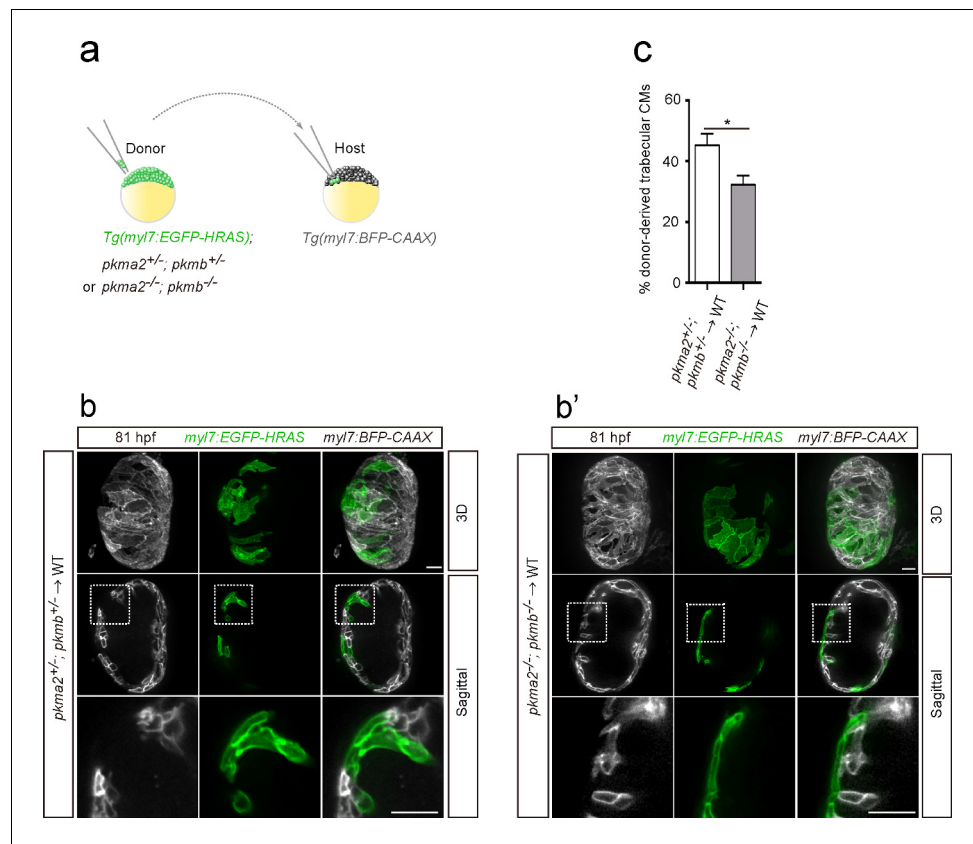 a
Donor
Host
Tg(myl7:EGFP-HRAS);
Tg(myl7:BFP-CAAX)
pkma2+/-; pkmb+/-
or pkma2-/-; pkmb-/-
c
% donor-derived trabecular CMs
60
40
20
0
*
pkma2+/-;
pkmb+/- → WT
pkma2-/-;
pkmb-/- → WT
b
81 hpf
myl7:EGFP-HRAS
myl7:BFP-CAAX
pkma2+/-; pkmb+/- → WT
3D
Sagittal
b'
81 hpf
myl7:EGFP-HRAS
myl7:BFP-CAAX
pkma2-/-; pkmb-/- → WT
3D
Sagittal